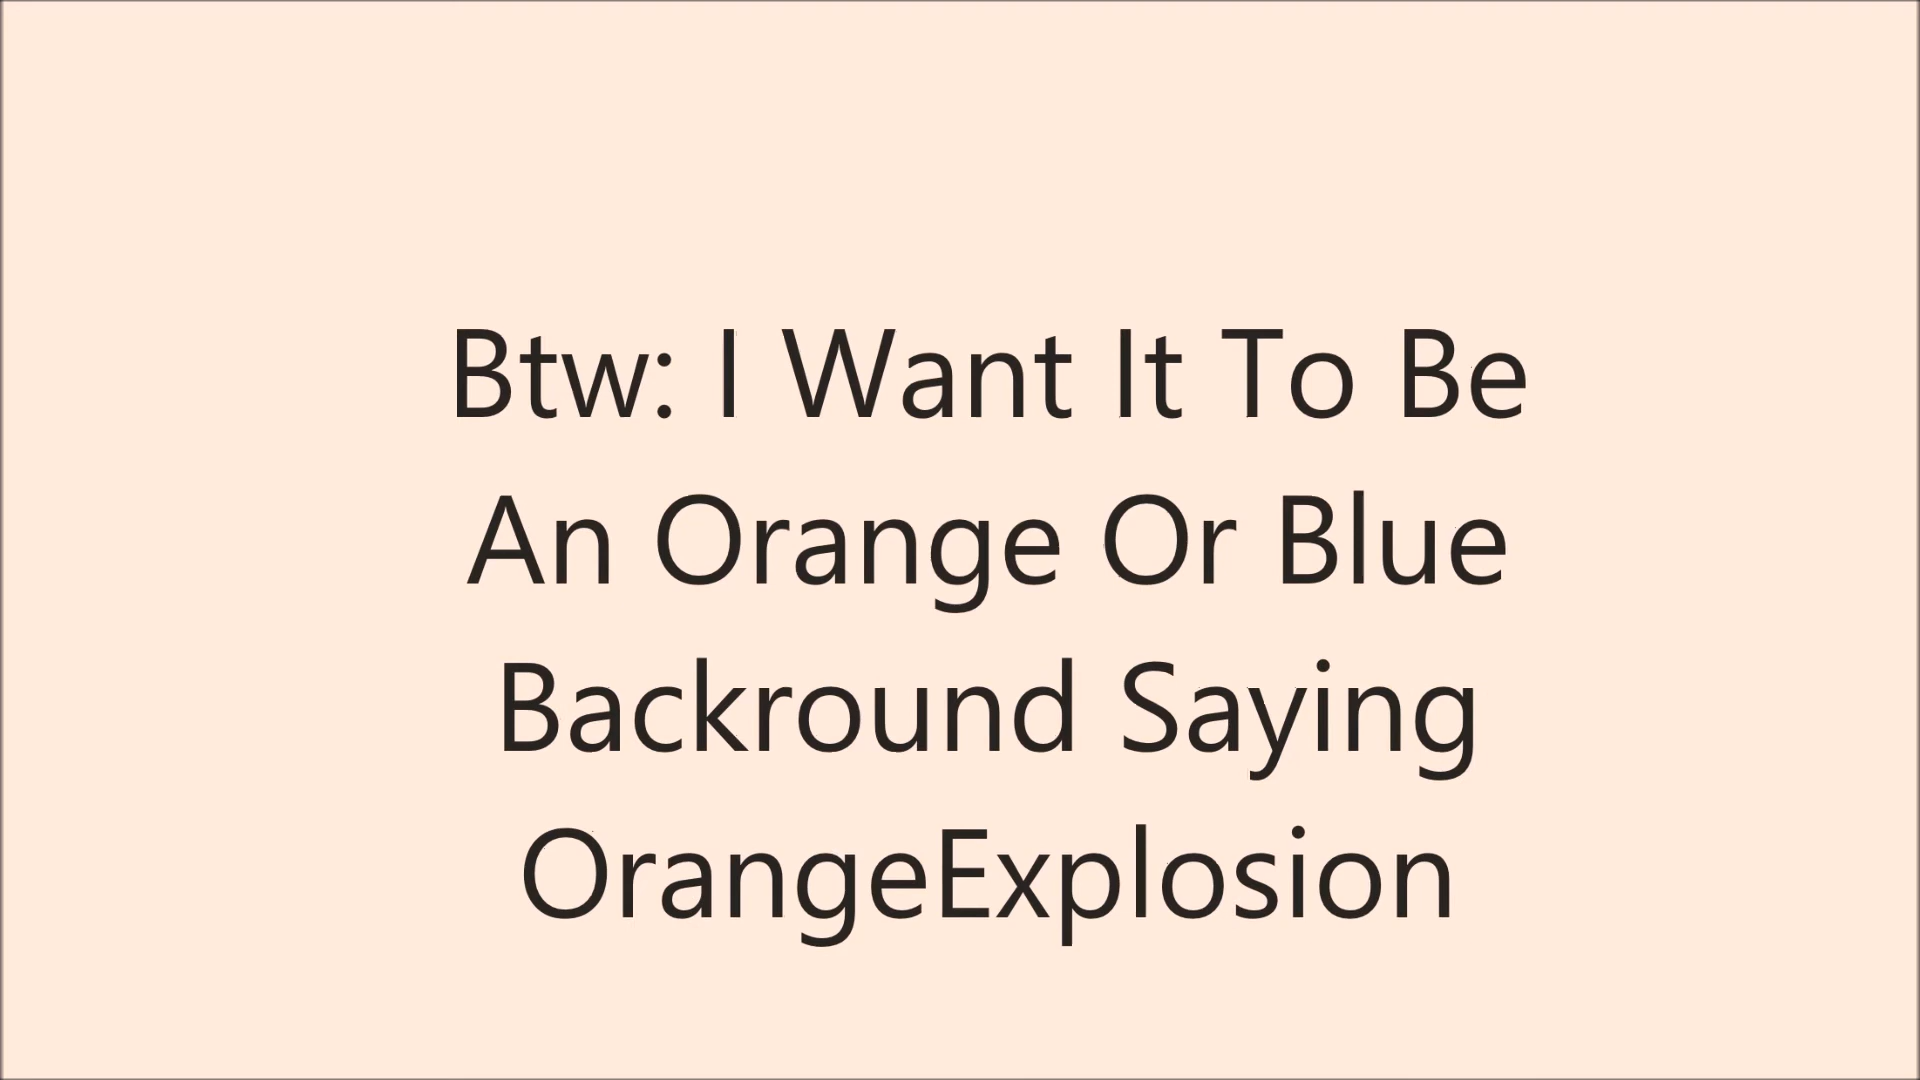 Btw: I Want It To Be
An Orange Or Blue
Backround Saying
OrangeExplosion